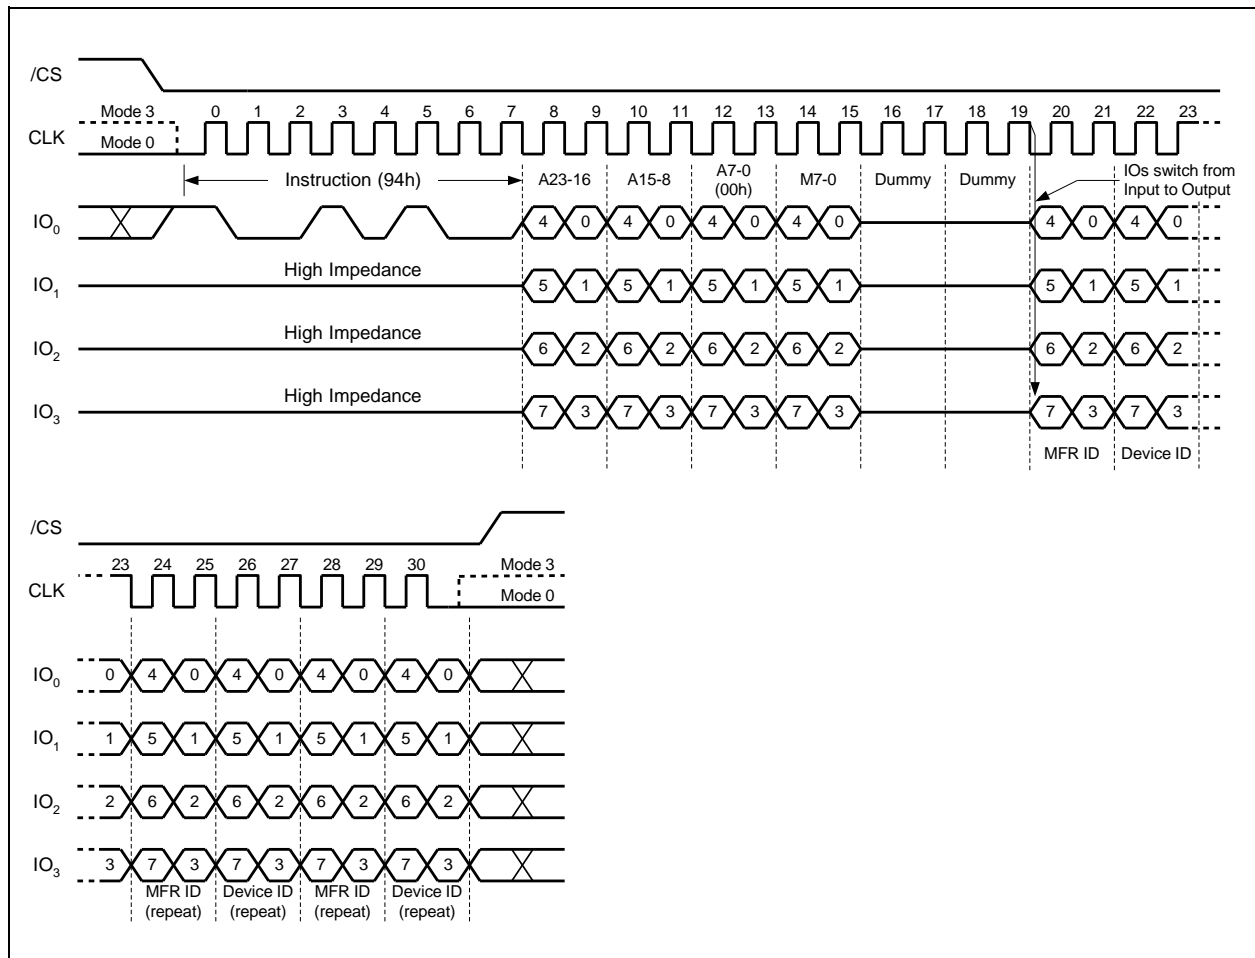 /CS
Mode 3
0 1 2 3 4 5 6 7 8 9 10 11 12 13 14 15 16 17 18 19 20 21 22 23
CLK
Mode 0
Instruction (94h)
A23-16
A15-8
A7-0
(00h)
M7-0
Dummy
Dummy
IOs switch from
Input to Output
IO0
4 0 4 0 4 0 4 0 4 0 4 0
High Impedance
IO1
5 1 5 1 5 1 5 1 5 1 5 1
High Impedance
IO2
6 2 6 2 6 2 6 2 6 2 6 2
High Impedance
IO3
7 3 7 3 7 3 7 3 7 3 7 3
MFR ID
Device ID
/CS
23 24 25 26 27 28 29 30
Mode 3
CLK
Mode 0
IO0
0 4 0 4 0 4 0 4 0
IO1
1 5 1 5 1 5 1 5 1
IO2
2 6 2 6 2 6 2 6 2
IO3
3 7 3 7 3 7 3 7 3
MFR ID
(repeat)
Device ID
(repeat)
MFR ID
(repeat)
Device ID
(repeat)